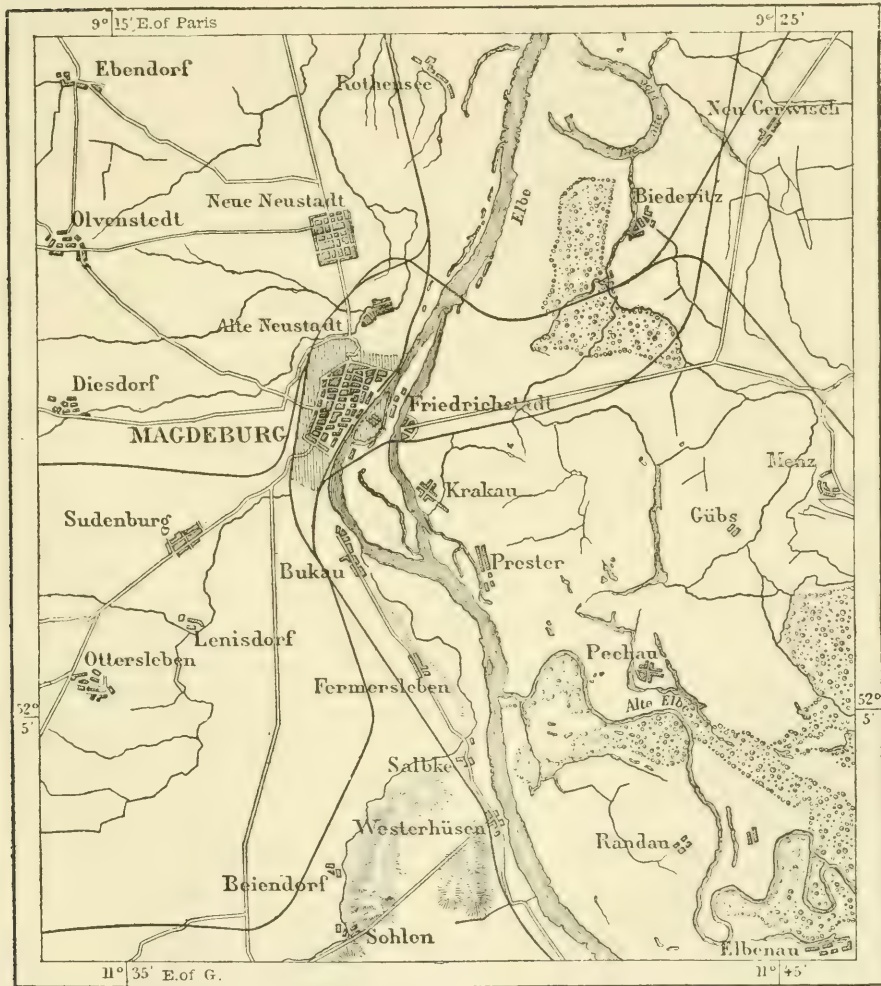 9° 15' E. of Paris
9° 25'
Ebendorf
Rothensee
Neu Gerwisch
Die alte Elbe
Neue Neustadt
Elbe
Biederitz
Olvenstedt
Alte Neustadt
Diesdorf
Friedrichstadt
MAGDEBURG
Menz
Krakau
Gübs
Sudenburg
Bukau
Prester
Lenisdorf
Ottersleben
Pechau
Fermersleben
52°
5'
Alte Elbe
52°
5'
Salbke
Westerhüsen
Randau
Beiendorf
Sohlen
Elbenau
11° 35' E. of G.
11° 45'